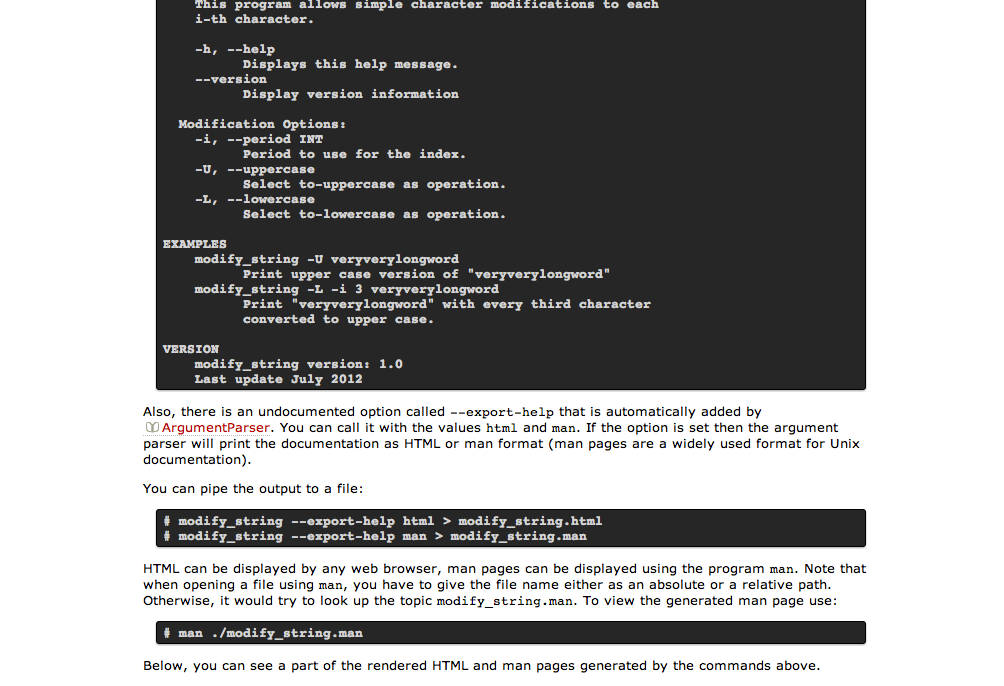 This program allows simple character modifications to each
i-th character.
-h, --help
Displays this help message.
--version
Display version information
Modification Options:
-i, --period INT
Period to use for the index.
-U, --uppercase
Select to-uppercase as operation.
-L, --lowercase
Select to-lowercase as operation.
EXAMPLES
modify_string -U veryverylongword
Print upper case version of "veryverylongword"
modify_string -L -i 3 veryverylongword
Print "veryverylongword" with every third character
converted to upper case.
VERSION
modify_string version: 1.0
Last update July 2012
Also, there is an undocumented option called --export-help that is automatically added by
ArgumentParser. You can call it with the values html and man. If the option is set then the argument
parser will print the documentation as HTML or man format (man pages are a widely used format for Unix
documentation).
You can pipe the output to a file:
# modify_string --export-help html > modify_string.html
# modify_string --export-help man > modify_string.man
HTML can be displayed by any web browser, man pages can be displayed using the program man. Note that
when opening a file using man, you have to give the file name either as an absolute or a relative path.
Otherwise, it would try to look up the topic modify_string.man. To view the generated man page use:
# man ./modify_string.man
Below, you can see a part of the rendered HTML and man pages generated by the commands above.